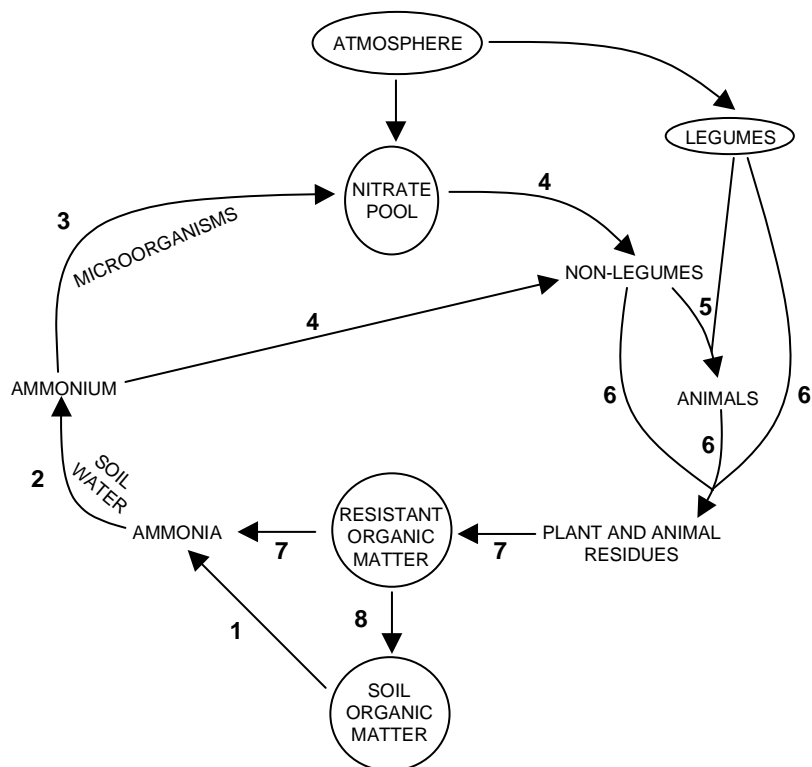 ATMOSPHERE
LEGUMES
NITRATE
POOL
4
3
MICROORGANISMS
NON-LEGUMES
5
4
AMMONIUM
ANIMALS
6
6
6
2
SOIL
WATER
AMMONIA
RESISTANT
ORGANIC
MATTER
PLANT AND ANIMAL
RESIDUES
7
7
8
1
SOIL
ORGANIC
MATTER